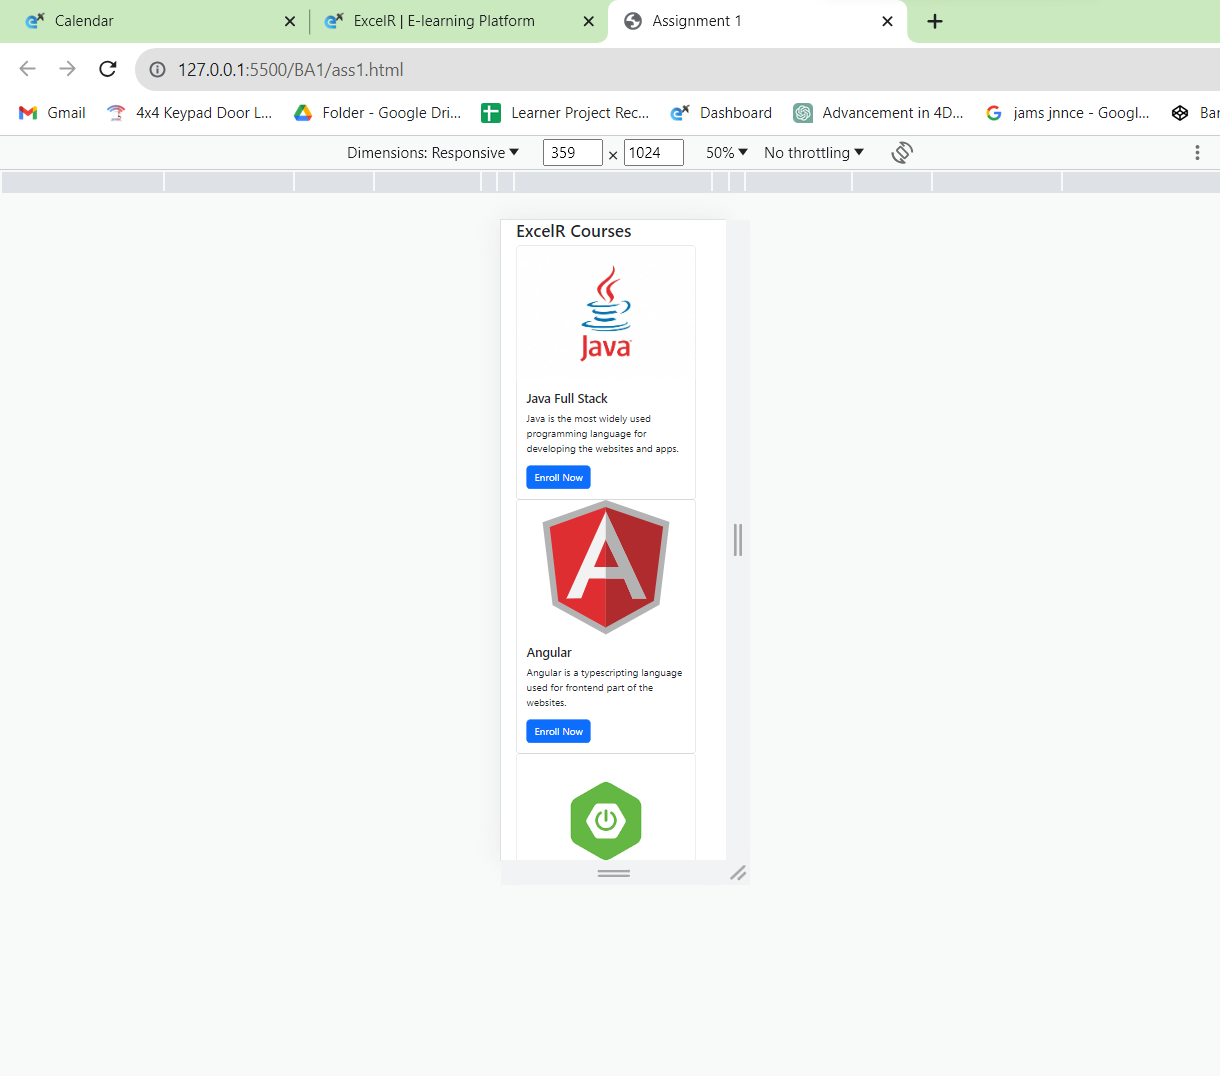 Calendar
ExcelR | E-learning Platform
Assignment 1
127.0.0.1:5500/BA1/ass1.html
Gmail
4x4 Keypad Door L...
Folder - Google Dri...
Learner Project Rec...
Dashboard
Advancement in 4D...
jams jnnce - Googl...
Bar
Dimensions: Responsive
359 × 1024
50%
No throttling
ExcelR Courses
Java
Java Full Stack
Java is the most widely used
programming language for
developing the websites and apps.
Enroll Now
A
Angular
Angular is a typescripting language
used for frontend part of the
websites.
Enroll Now